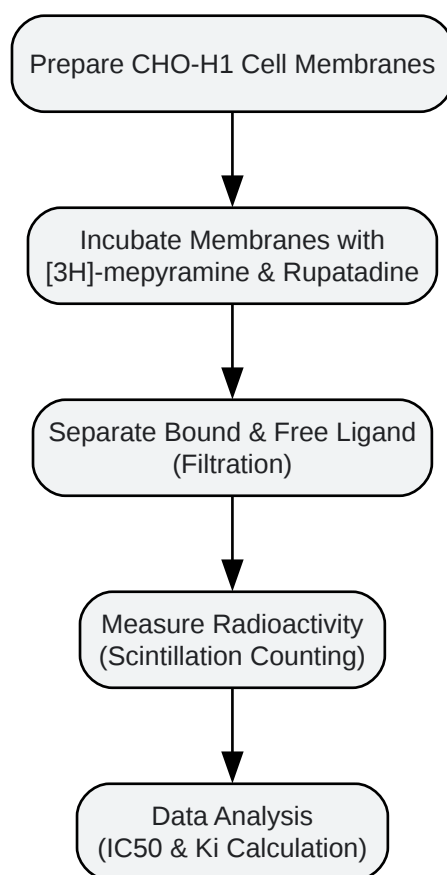 Prepare CHO-H1 Cell Membranes
Incubate Membranes with
[3H]-mepyramine & Rupatadine
Separate Bound & Free Ligand
(Filtration)
Measure Radioactivity
(Scintillation Counting)
Data Analysis
(IC50 & Ki Calculation)